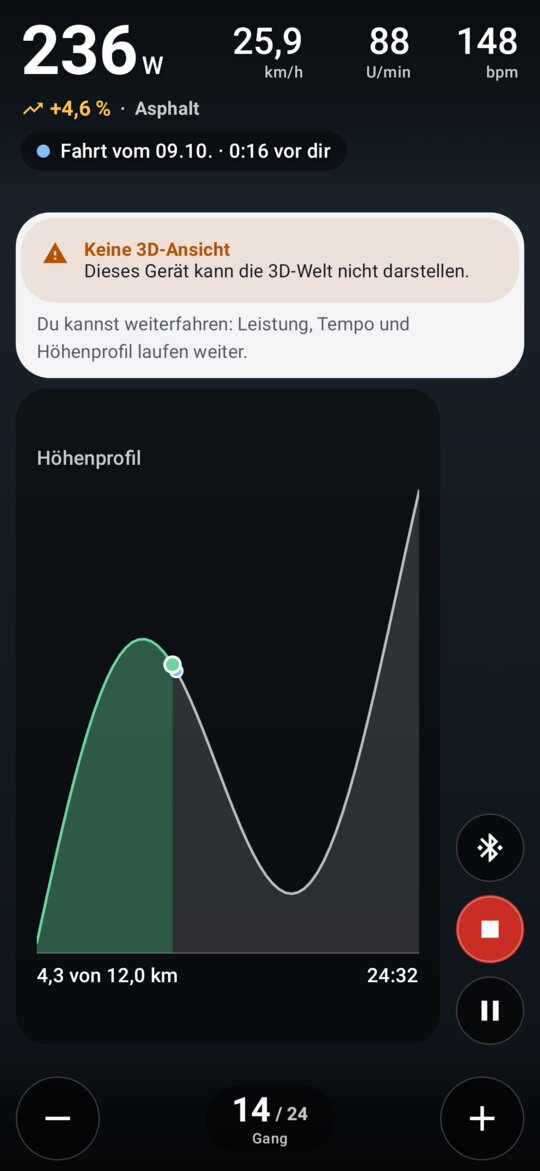 236 W
25,9 km/h
88 U/min
148 bpm
+4,6 % · Asphalt
Fahrt vom 09.10. · 0:16 vor dir
Keine 3D-Ansicht
Dieses Gerät kann die 3D-Welt nicht darstellen.
Du kannst weiterfahren: Leistung, Tempo und
Höhenprofil laufen weiter.
Höhenprofil
4,3 von 12,0 km
24:32
14 / 24
Gang